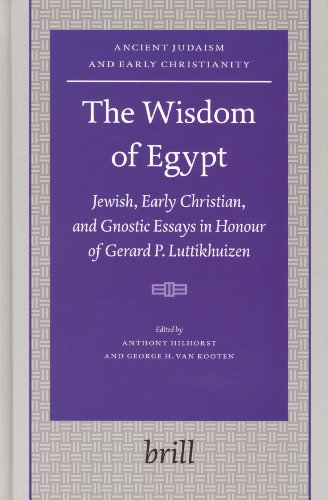 ANCIENT JUDAISM
AND EARLY CHRISTIANITY
The Wisdom
of Egypt
Jewish, Early Christian,
and Gnostic Essays in Honour
of Gerard P. Luttikhuizen
Edited by
ANTHONY HILHORST
AND GEORGE H. VAN KOOTEN
brill